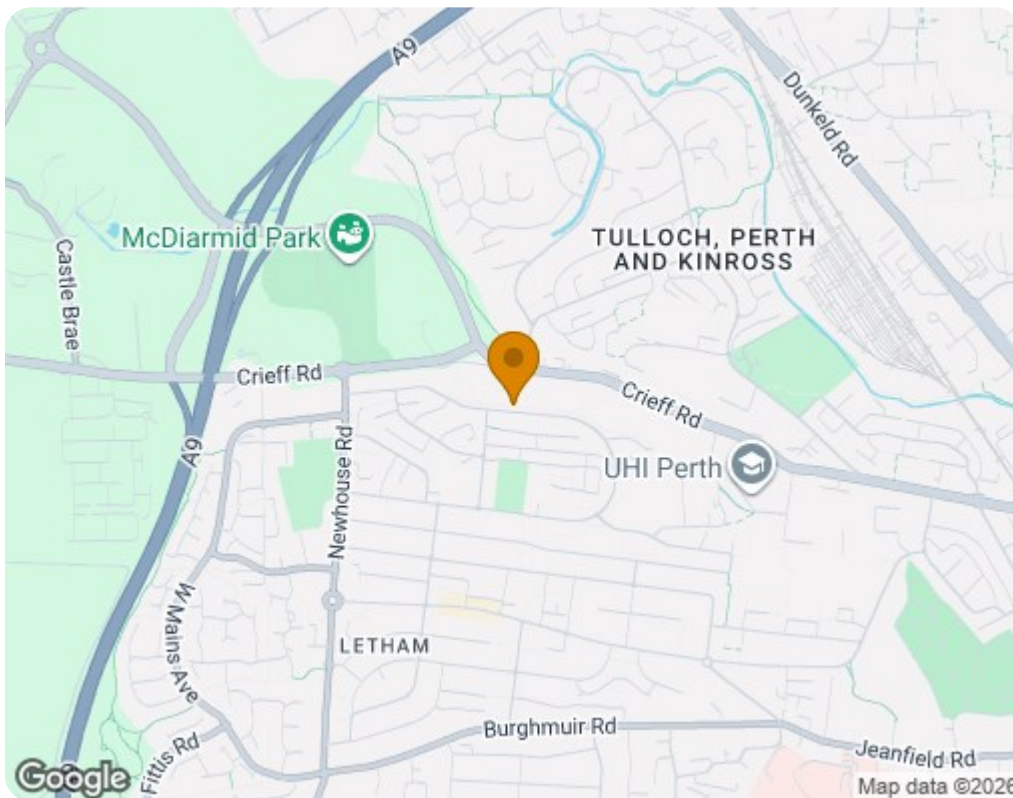 A9
Dunkeld Rd
McDiarmid Park
TULLOCH, PERTH
AND KINROSS
Castle Brae
Crieff Rd
Crieff Rd
A9
Newhouse Rd
UHI Perth
W Mains Ave
LETHAM
Burghmuir Rd
Fittis Rd
Jeanfield Rd
Google
Map data ©2026